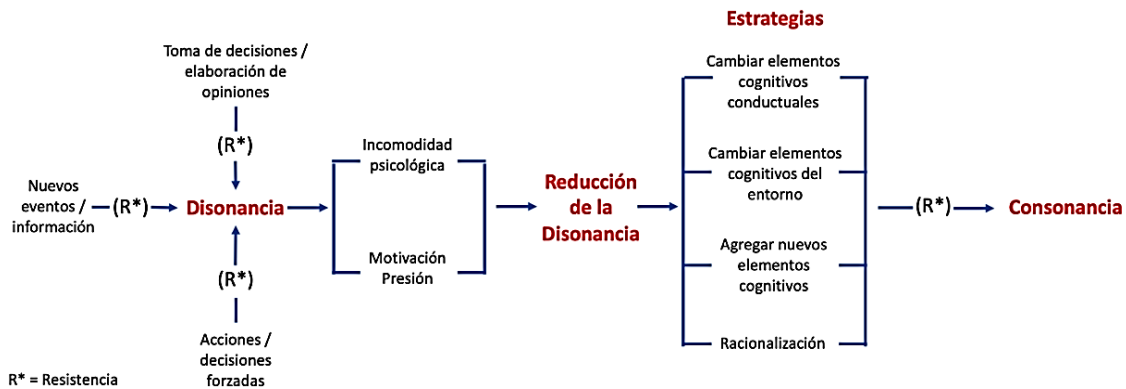 Estrategias
Toma de decisiones /
elaboración de
opiniones
(R*)
Nuevos
eventos /
información
(R*)
Disonancia
(R*)
Acciones /
decisiones
forzadas
Incomodidad
psicológica
Motivación
Presión
Reducción
de la
Disonancia
Cambiar elementos
cognitivos
conductuales
Cambiar elementos
cognitivos del
entorno
Agregar nuevos
elementos
cognitivos
Racionalización
(R*)
Consonancia
R* = Resistencia